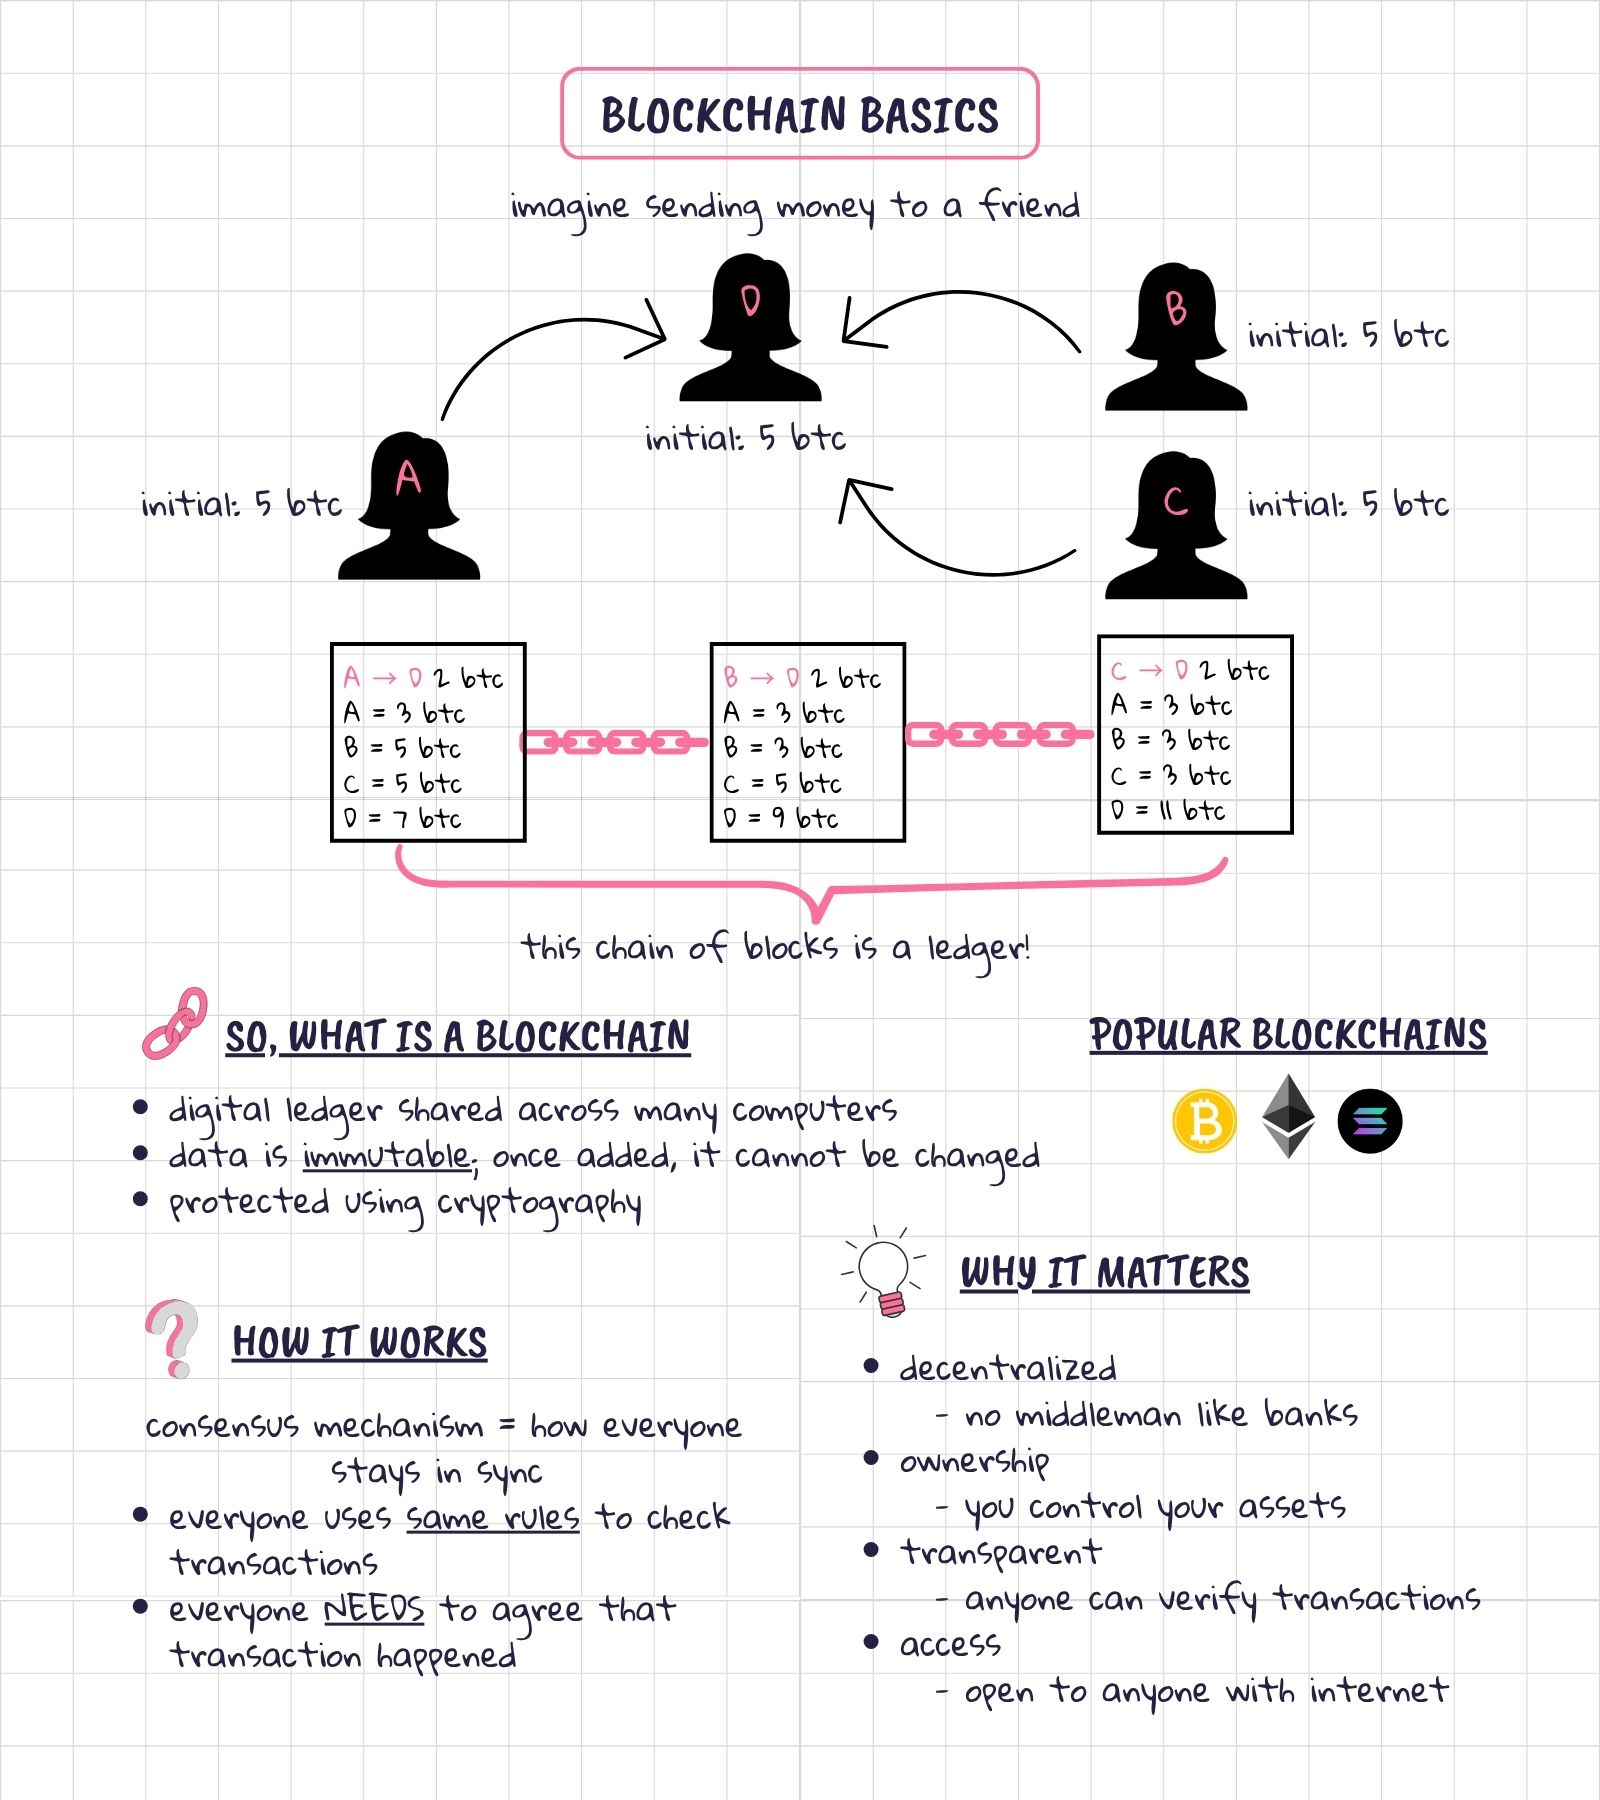 BLOCKCHAIN BASICS
imagine sending money to a friend
D
initial: 5 btc
B
initial: 5 btc
A
initial: 5 btc
C
initial: 5 btc
A → D 2 btc
A = 3 btc
B = 5 btc
C = 5 btc
D = 7 btc
B → D 2 btc
A = 3 btc
B = 3 btc
C = 5 btc
D = 9 btc
C → D 2 btc
A = 3 btc
B = 3 btc
C = 3 btc
D = 11 btc
this chain of blocks is a ledger!
SO, WHAT IS A BLOCKCHAIN
• digital ledger shared across many computers
• data is immutable; once added, it cannot be changed
• protected using cryptography
POPULAR BLOCKCHAINS
HOW IT WORKS
consensus mechanism = how everyone
stays in sync
• everyone uses same rules to check
transactions
• everyone NEEDS to agree that
transaction happened
WHY IT MATTERS
• decentralized
- no middleman like banks
• ownership
- you control your assets
• transparent
- anyone can verify transactions
• access
- open to anyone with internet